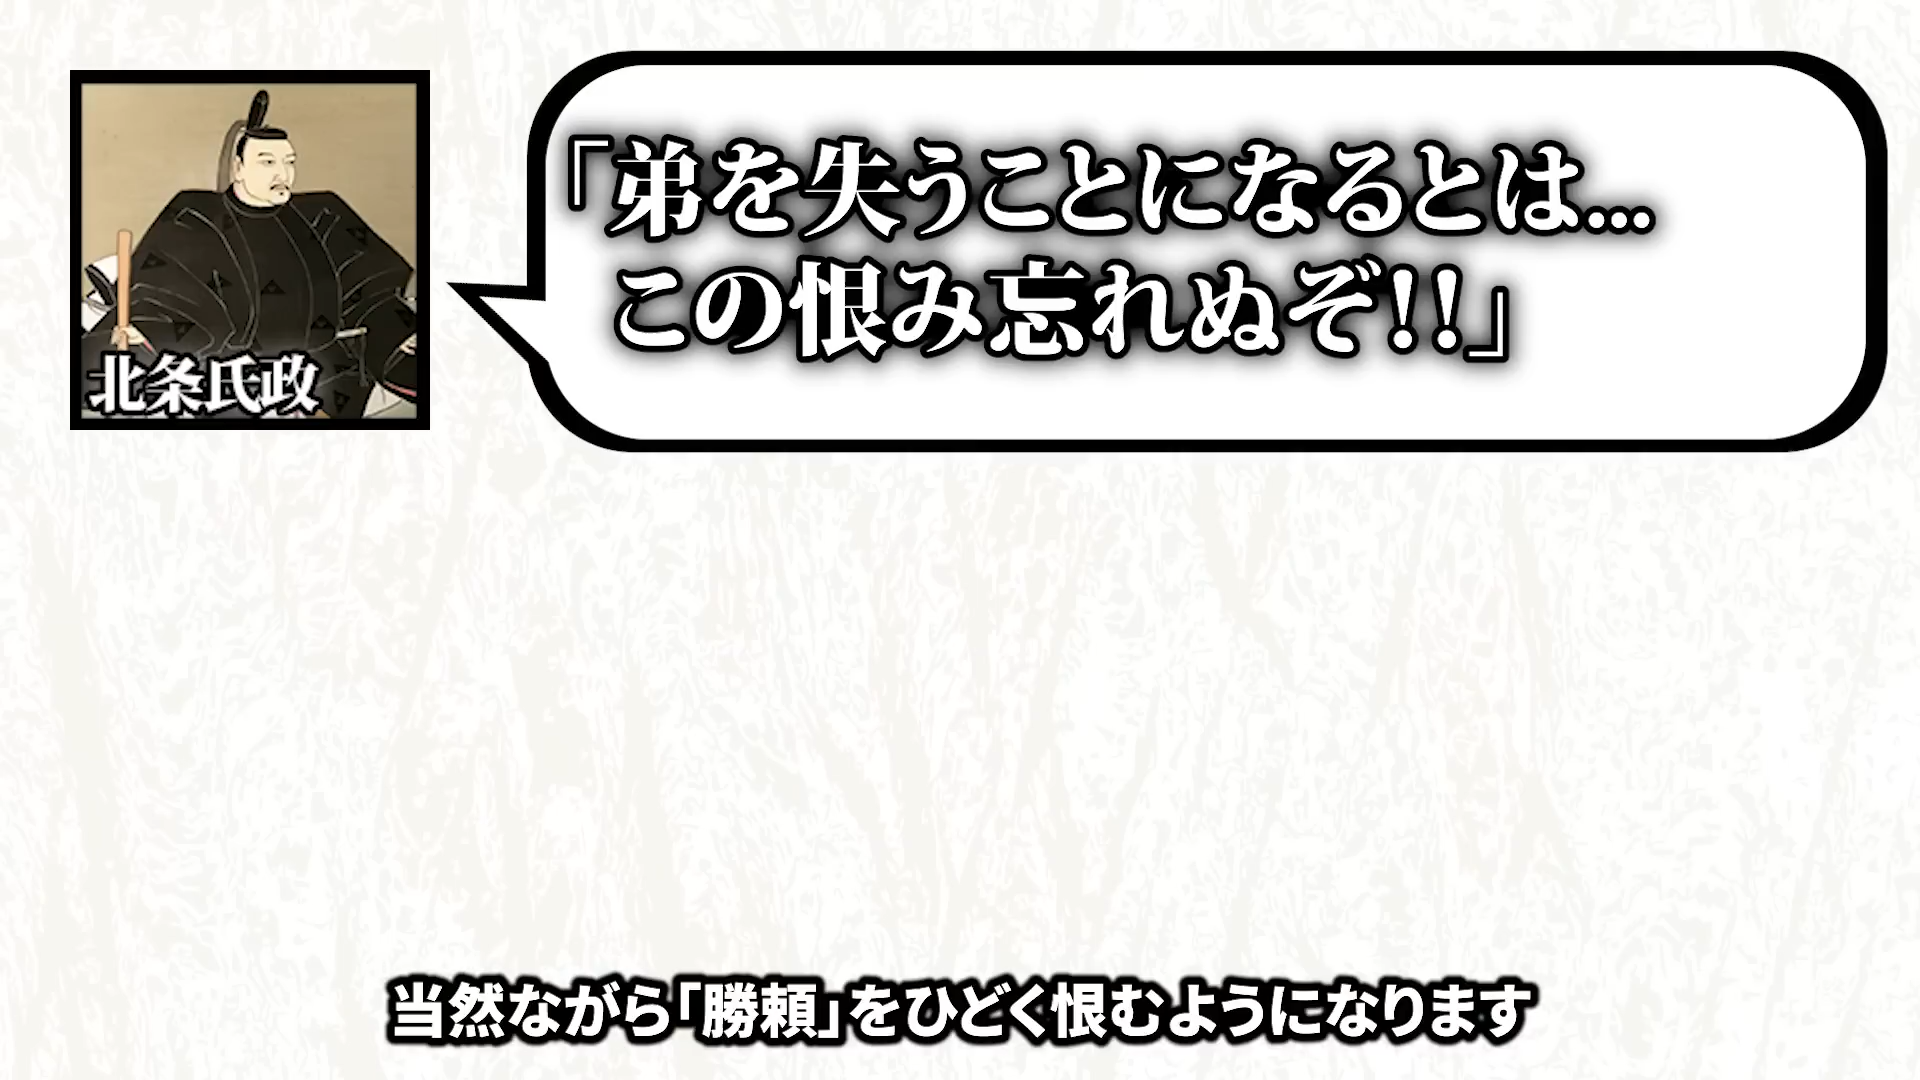 「弟を失うことになるとは...
この恨み忘れぬぞ!!」
北条氏政
当然ながら「勝頼」をひどく恨むようになります